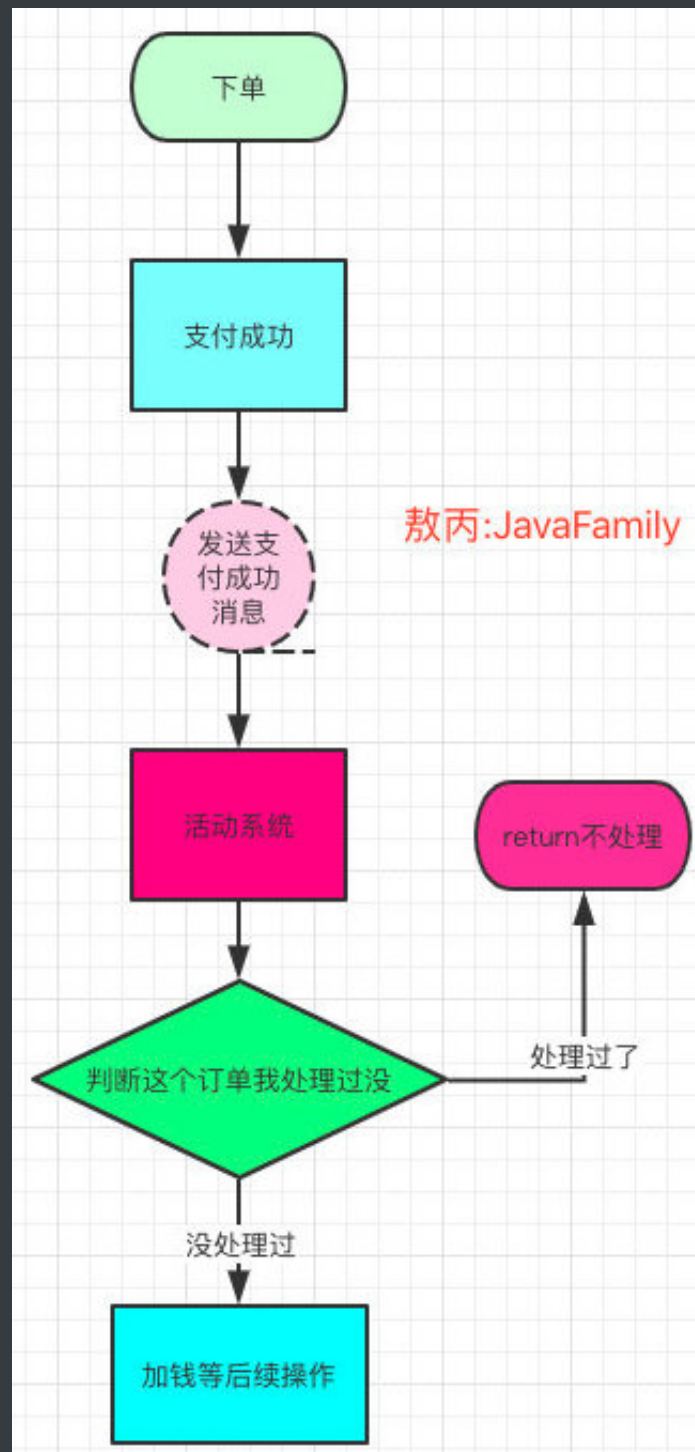 下单
支付成功
发送支
付成功
消息
敖丙:JavaFamily
活动系统
return不处理
处理过了
判断这个订单我处理过没
没处理过
加钱等后续操作